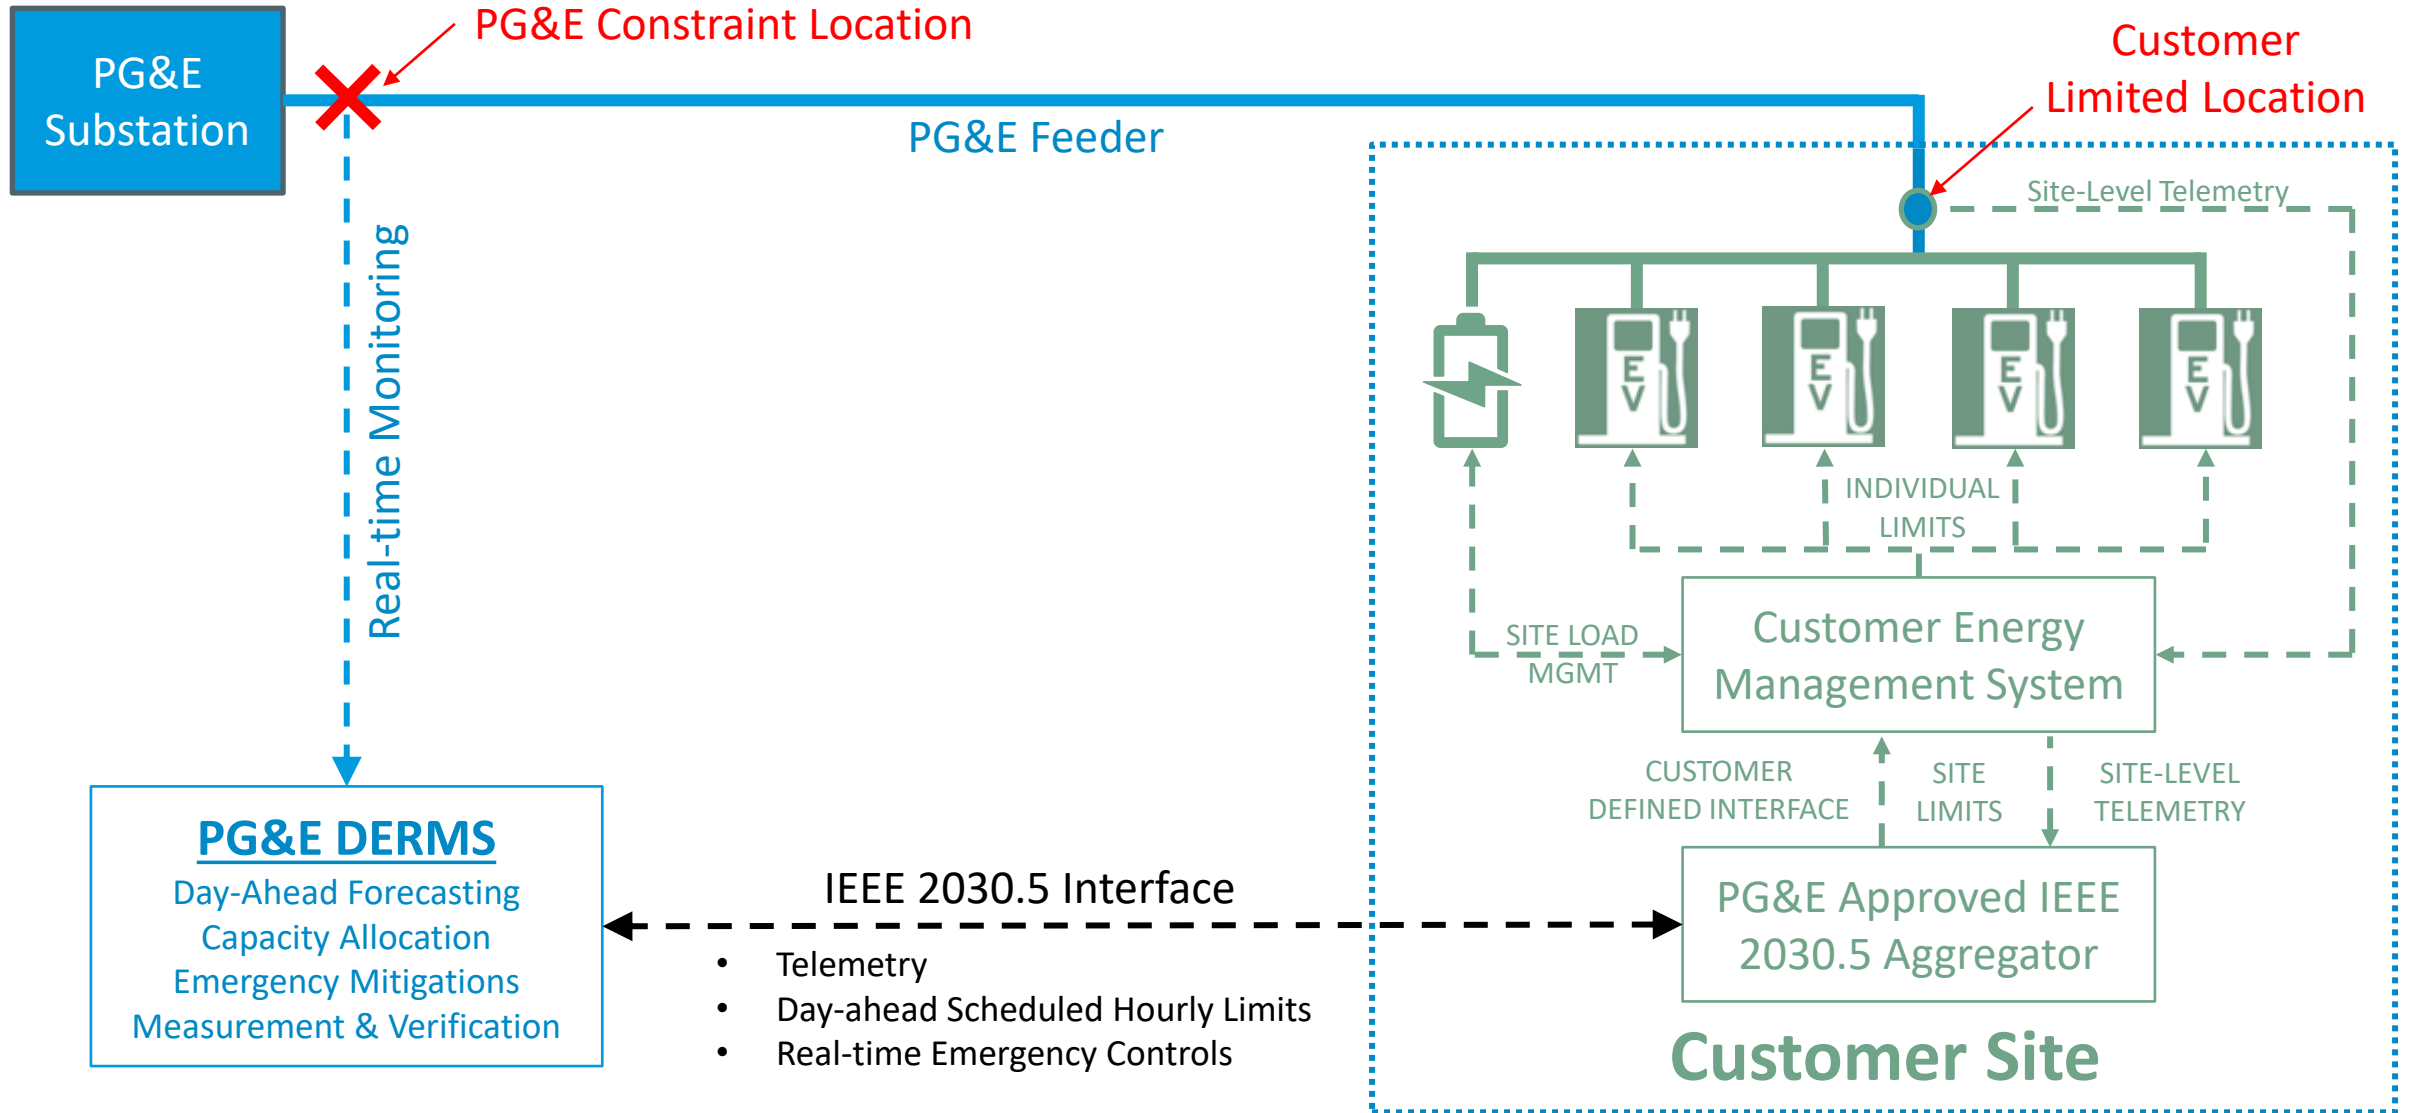 PG&E
Substation
PG&E Constraint Location
PG&E Feeder
Customer
Limited Location
Real-time Monitoring
Site-Level Telemetry
E
V
E
V
E
V
E
V
INDIVIDUAL
LIMITS
SITE LOAD
MGMT
Customer Energy
Management System
CUSTOMER
DEFINED INTERFACE
SITE
LIMITS
SITE-LEVEL
TELEMETRY
PG&E DERMS
Day-Ahead Forecasting
Capacity Allocation
Emergency Mitigations
Measurement & Verification
IEEE 2030.5 Interface
• Telemetry
• Day-ahead Scheduled Hourly Limits
• Real-time Emergency Controls
PG&E Approved IEEE
2030.5 Aggregator
Customer Site